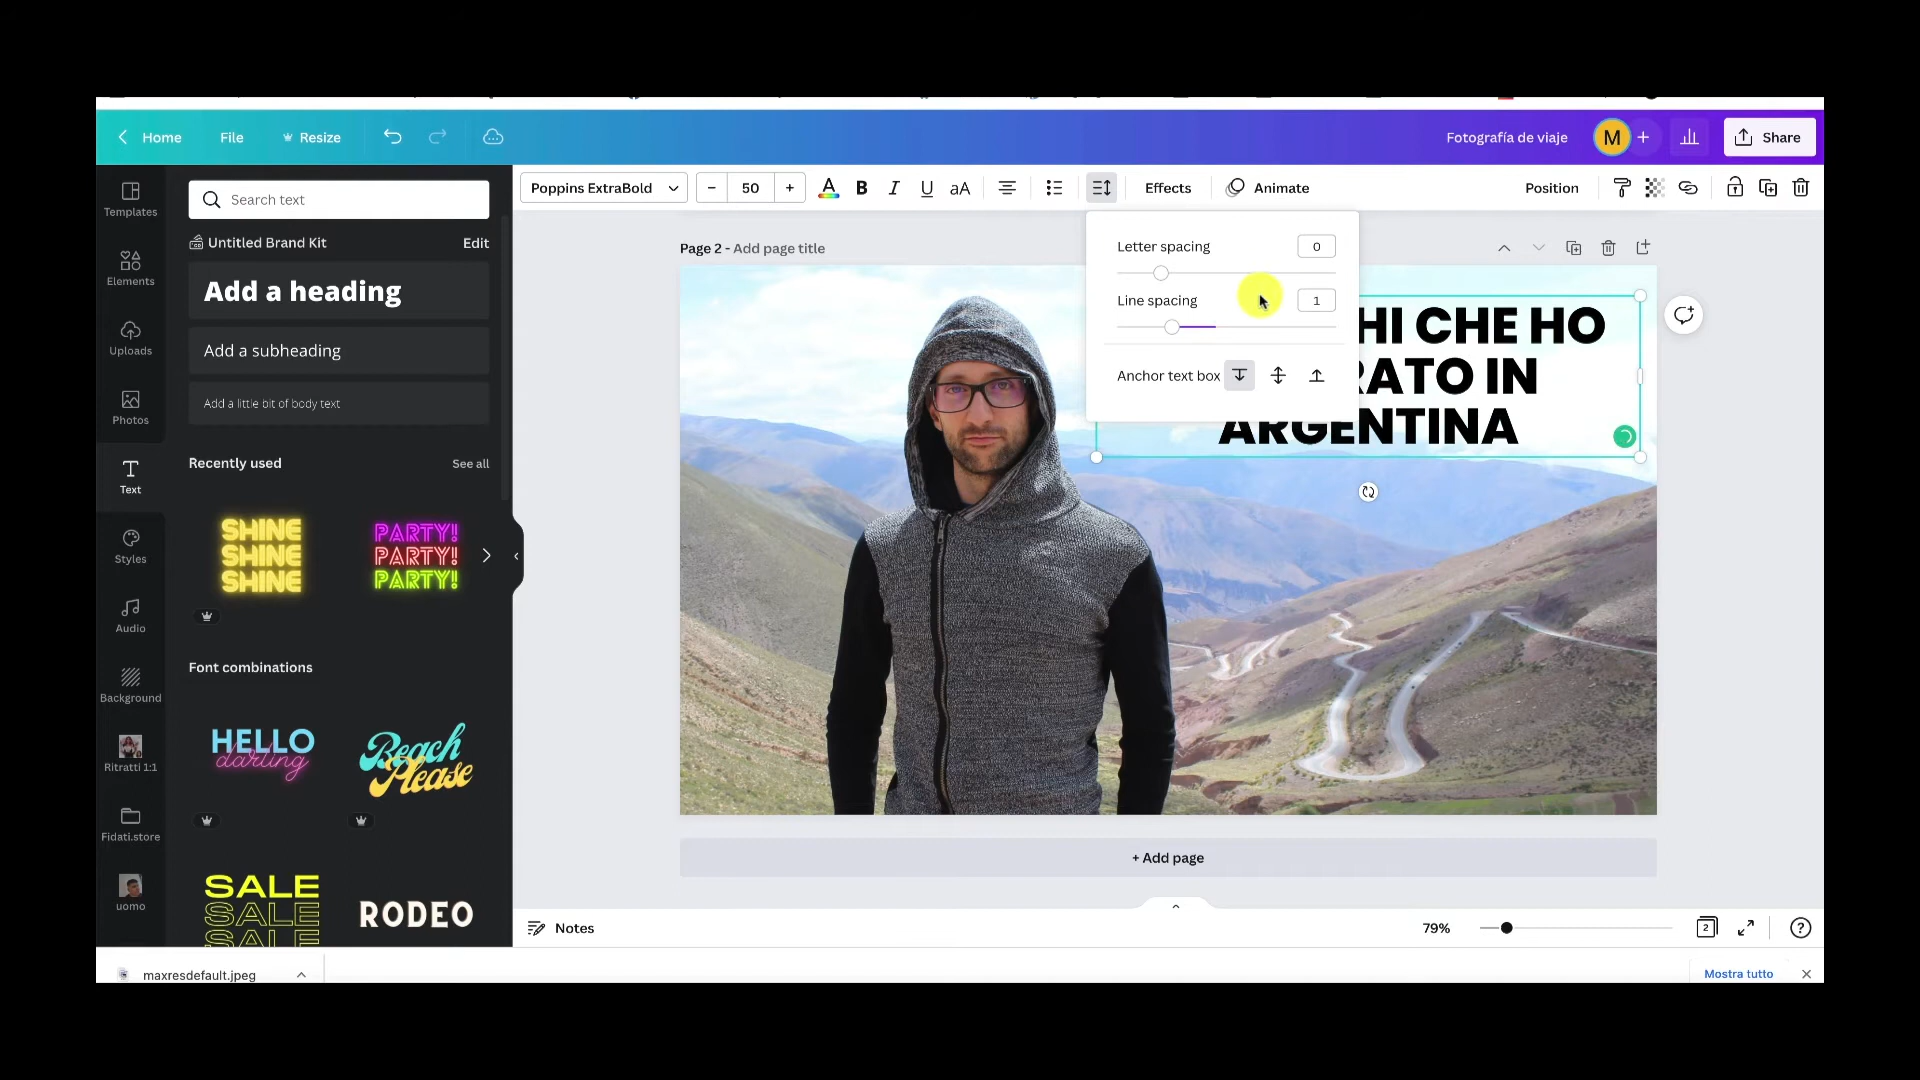 Home File Resize
Fotografía de viaje M + Share
Templates
Elements
Uploads
Photos
Text
Styles
Audio
Background
Ritratti 1:1
Fidati.store
uomo
Search text
Untitled Brand Kit Edit
Add a heading
Add a subheading
Add a little bit of body text
Recently used See all
SHINE
SHINE
SHINE
PARTY!
PARTY!
PARTY!
Font combinations
HELLO
darling
Beach
Please
SALE
SALE
SALE
RODEO
Poppins ExtraBold - 50 + A B I U aA Effects Animate Position
Page 2 - Add page title
Letter spacing 0
Line spacing 1
Anchor text box
HI CHE HO
RATO IN
ARGENTINA
+ Add page
Notes 79% 2 ?
maxresdefault.jpeg Mostra tutto